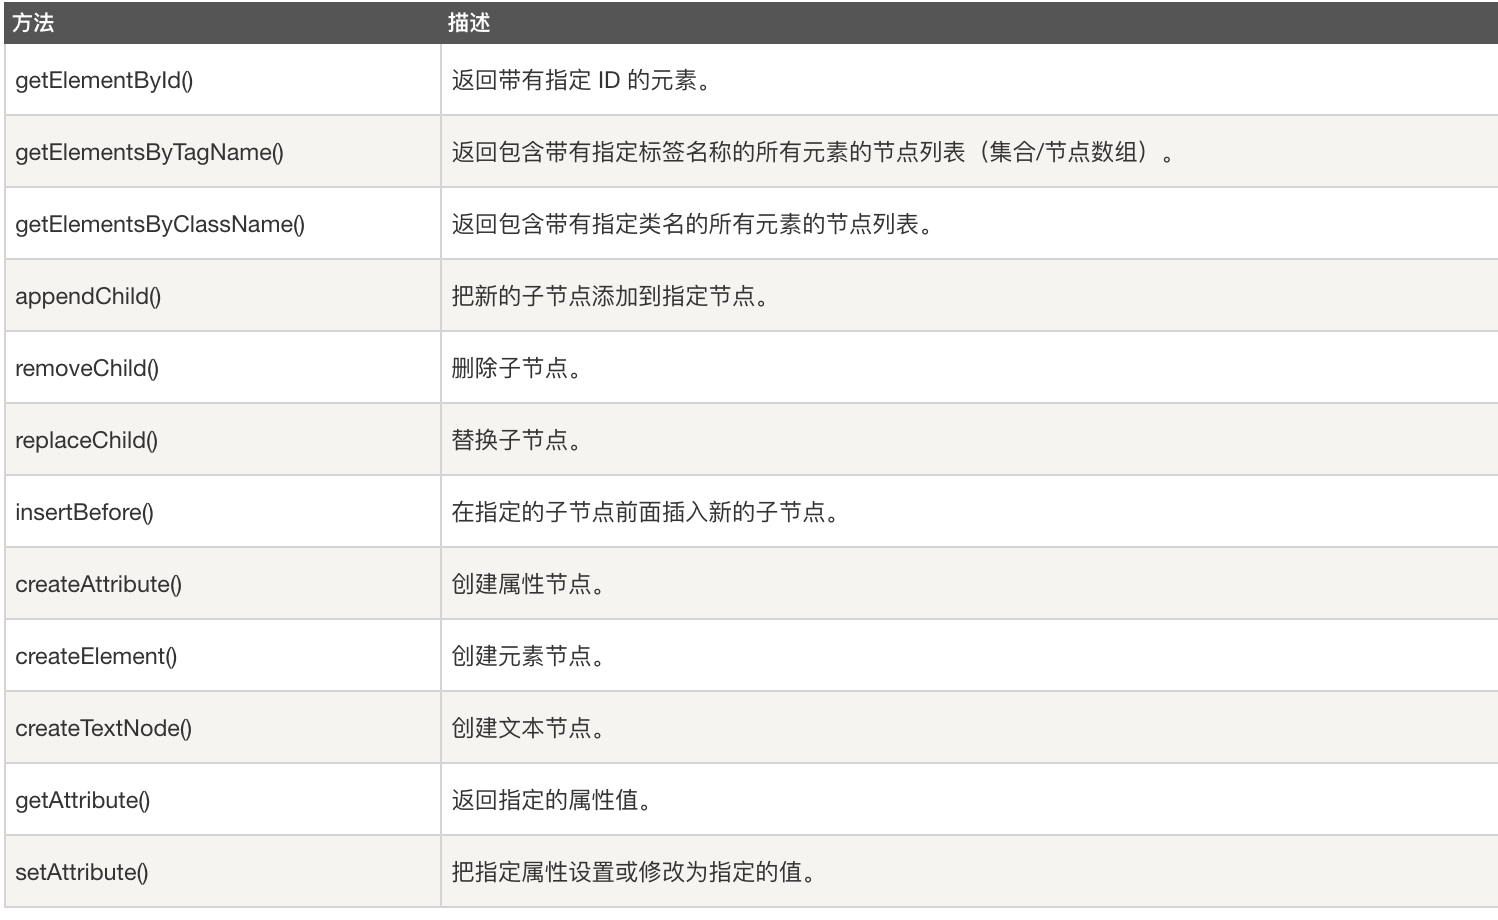 方法 描述
getElementById() 返回带有指定 ID 的元素。
getElementsByTagName() 返回包含带有指定标签名称的所有元素的节点列表（集合/节点数组）。
getElementsByClassName() 返回包含带有指定类名的所有元素的节点列表。
appendChild() 把新的子节点添加到指定节点。
removeChild() 删除子节点。
replaceChild() 替换子节点。
insertBefore() 在指定的子节点前面插入新的子节点。
createAttribute() 创建属性节点。
createElement() 创建元素节点。
createTextNode() 创建文本节点。
getAttribute() 返回指定的属性值。
setAttribute() 把指定属性设置或修改为指定的值。